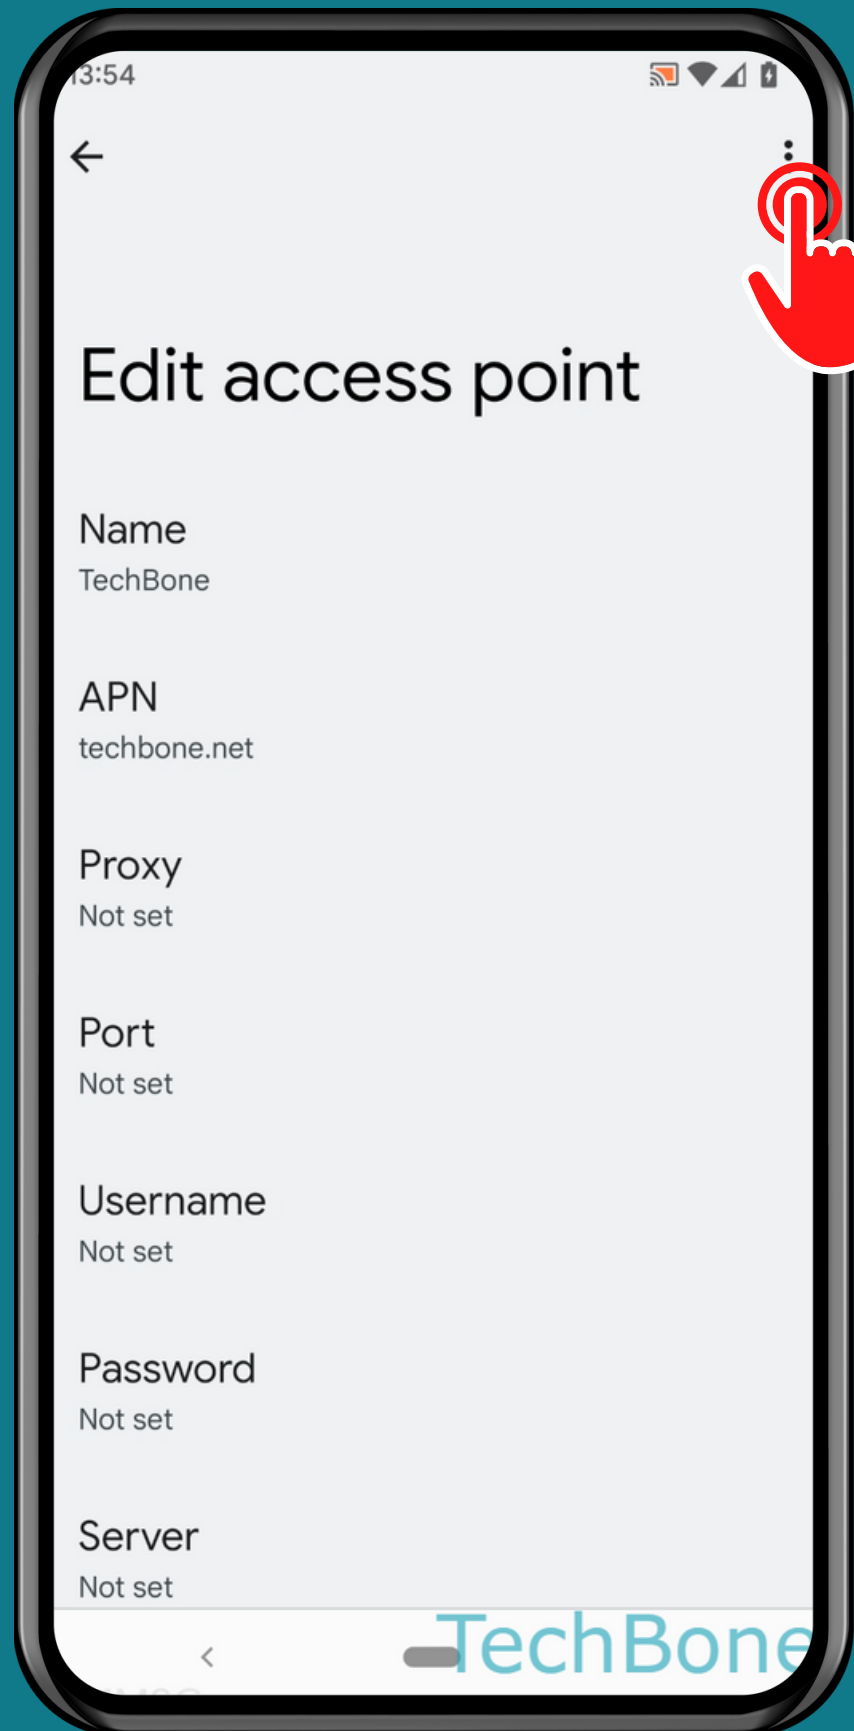 13:54
Edit access point
Name
TechBone
APN
techbone.net
Proxy
Not set
Port
Not set
Username
Not set
Password
Not set
Server
Not set
TechBone